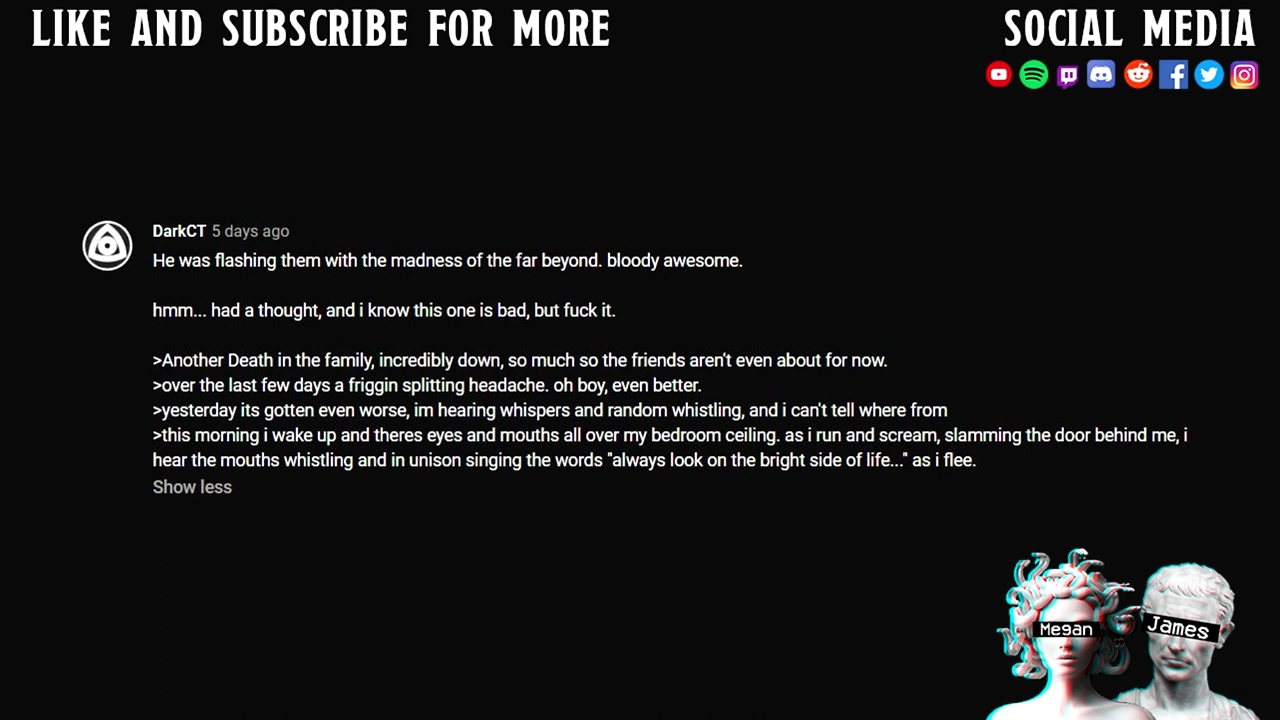 LIKE AND SUBSCRIBE FOR MORE
SOCIAL MEDIA
DarkCT 5 days ago
He was flashing them with the madness of the far beyond. bloody awesome.
hmm... had a thought, and i know this one is bad, but fuck it.
>Another Death in the family, incredibly down, so much so the friends aren't even about for now.
>over the last few days a friggin splitting headache. oh boy, even better.
>yesterday its gotten even worse, im hearing whispers and random whistling, and i can't tell where from
>this morning i wake up and theres eyes and mouths all over my bedroom ceiling. as i run and scream, slamming the door behind me, i
hear the mouths whistling and in unison singing the words "always look on the bright side of life..." as i flee.
Show less
Megan
James